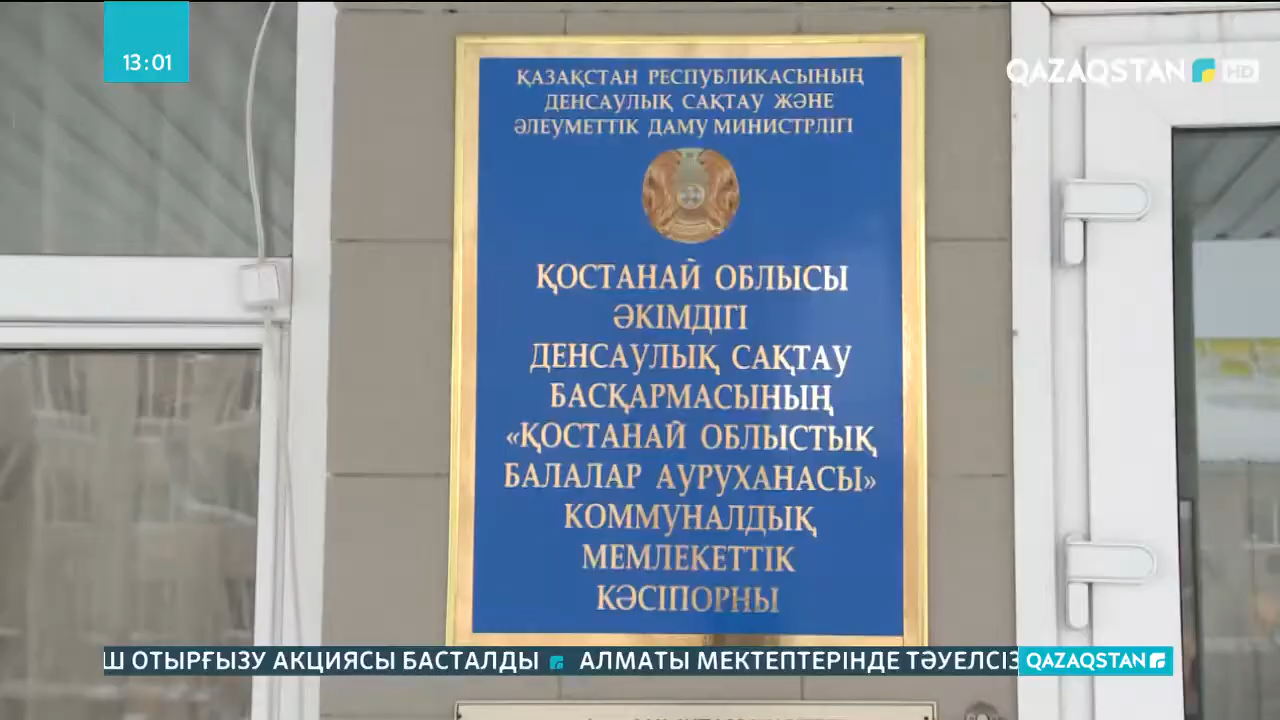 13:01
QAZAQSTAN HD
ҚАЗАҚСТАН РЕСПУБЛИКАСЫНЫҢ
ДЕНСАУЛЫҚ САҚТАУ ЖӘНЕ
ӘЛЕУМЕТТІК ДАМУ МИНИСТРЛІГІ
ҚОСТАНАЙ ОБЛЫСЫ
ӘКІМДІГІ
ДЕНСАУЛЫҚ САҚТАУ
БАСҚАРМАСЫНЫҢ
«ҚОСТАНАЙ ОБЛЫСТЫҚ
БАЛАЛАР АУРУХАНАСЫ»
КОММУНАЛДЫҚ
МЕМЛЕКЕТТІК
КӘСІПОРНЫ
Ш ОТЫРҒЫЗУ АКЦИЯСЫ БАСТАЛДЫ АЛМАТЫ МЕКТЕПТЕРІНДЕ ТӘУЕЛСІЗ QAZAQSTAN